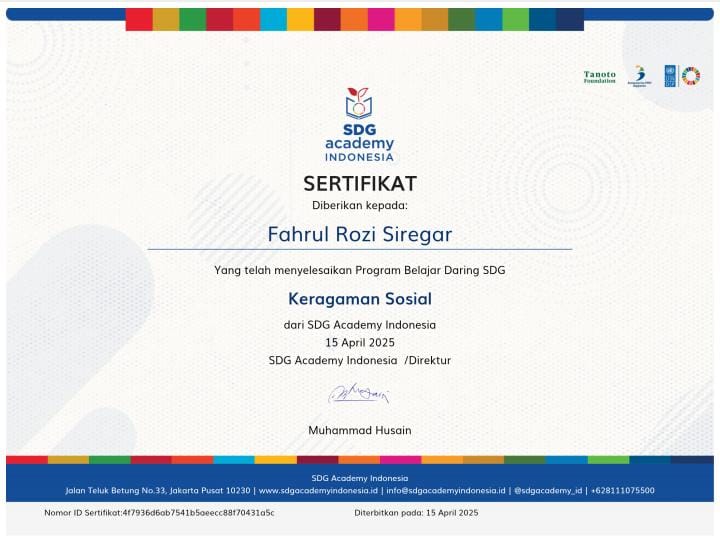 Tanoto
Foundation
SDG
academy
INDONESIA
SERTIFIKAT
Diberikan kepada:
Fahrul Rozi Siregar
Yang telah menyelesaikan Program Belajar Daring SDG
Keragaman Sosial
dari SDG Academy Indonesia
15 April 2025
SDG Academy Indonesia /Direktur
Muhammad Husain
SDG Academy Indonesia
Jalan Teluk Betung No.33, Jakarta Pusat 10230 | www.sdgacademyindonesia.id | info@sdgacademyindonesia.id | @sdgacademy_id | +628111075500
Nomor ID Sertifikat:4f7936d6ab7541b5aeecc88f70431a5c
Diterbitkan pada: 15 April 2025